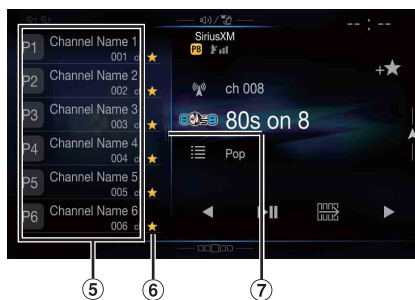 -- : --
SiriusXM
P8
P1 Channel Name 1
001 c
P2 Channel Name 2
002 c
P3 Channel Name 3
003 c
P4 Channel Name 4
004 c
P5 Channel Name 5
005 c
P6 Channel Name 6
006 c
ch 008
80s on 8
Pop
5 6 7